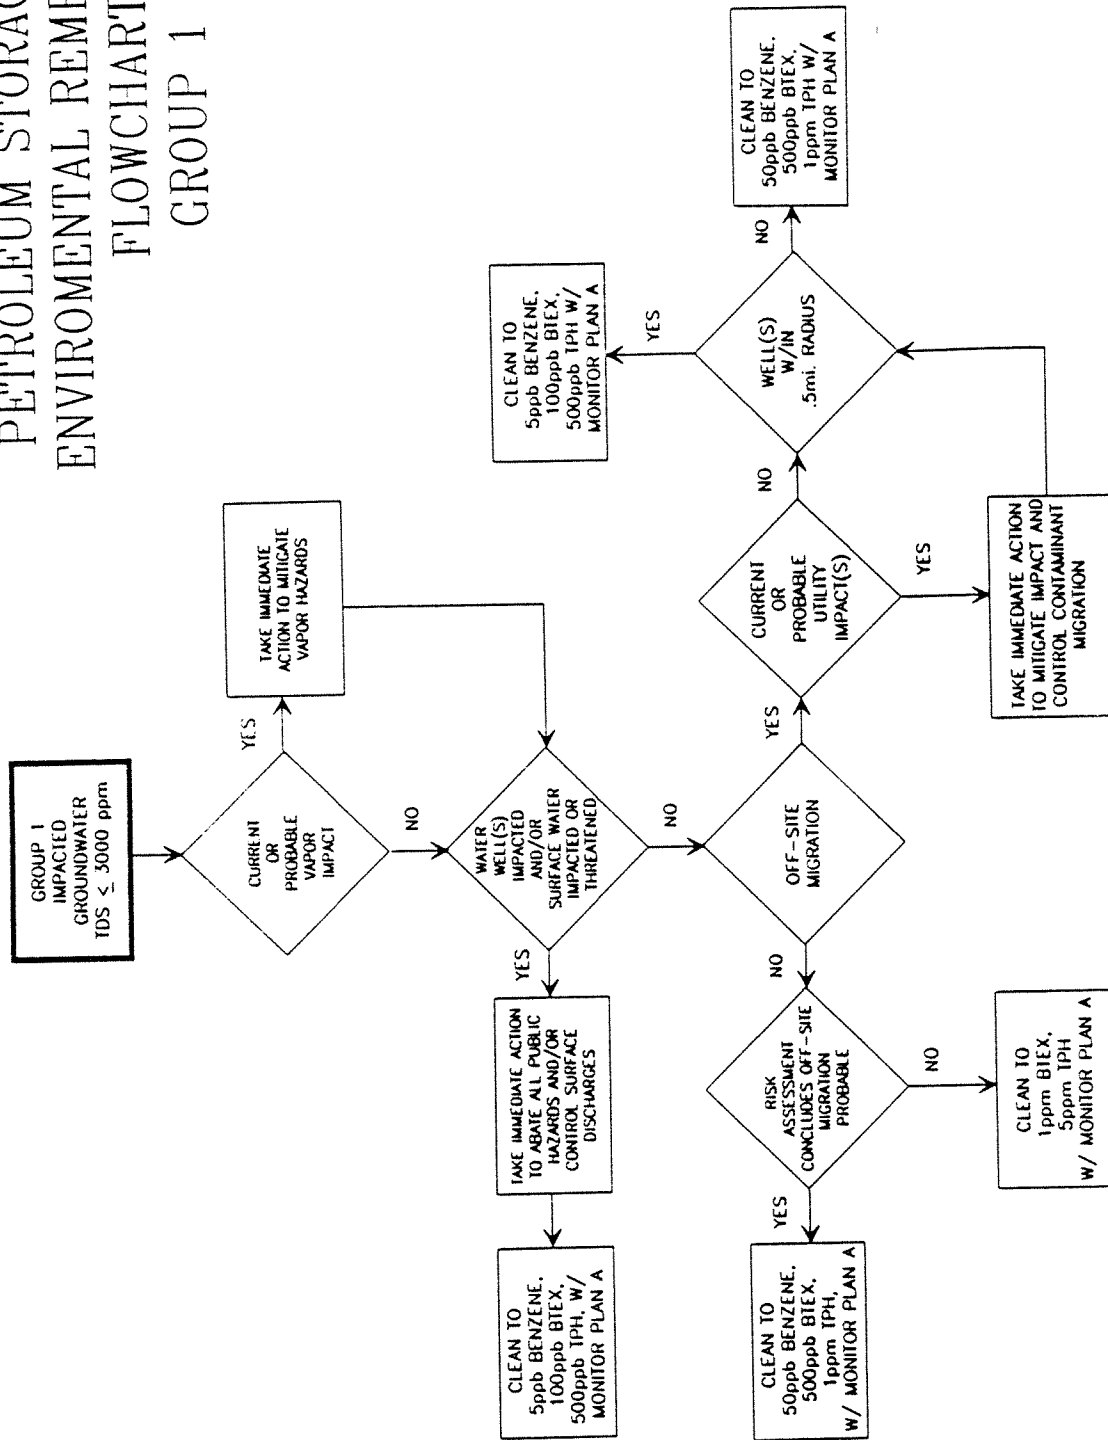 PETROLEUM STORAG
ENVIROMENTAL REME
FLOWCHART
GROUP 1
GROUP 1
IMPACTED
GROUNDWATER
TDS ≤ 3000 ppm
CURRENT
OR
PROBABLE
VAPOR
IMPACT
YES
TAKE IMMEDIATE
ACTION TO MITIGATE
VAPOR HAZARDS
NO
WATER
WELL(S)
IMPACTED
AND/OR
SURFACE WATER
IMPACTED OR
THREATENED
YES
TAKE IMMEDIATE ACTION
TO ABATE ALL PUBLIC
HAZARDS AND/OR
CONTROL SURFACE
DISCHARGES
CLEAN TO
5ppb BENZENE,
100ppb BTEX,
500ppb TPH, W/
MONITOR PLAN A
NO
OFF-SITE
MIGRATION
NO
RISK
ASSESSMENT
CONCLUDES OFF-SITE
MIGRATION
PROBABLE
YES
CLEAN TO
50ppb BENZENE,
500ppb BTEX,
1ppm TPH,
W/ MONITOR PLAN A
NO
CLEAN TO
1ppm BTEX,
5ppm TPH
W/ MONITOR PLAN A
YES
CURRENT
OR
PROBABLE
UTILITY
IMPACT(S)
YES
TAKE IMMEDIATE ACTION
TO MITIGATE IMPACT AND
CONTROL CONTAMINANT
MIGRATION
NO
WELL(S)
W/IN
.5mi. RADIUS
YES
CLEAN TO
5ppb BENZENE,
100ppb BTEX,
500ppb TPH W/
MONITOR PLAN A
NO
CLEAN TO
50ppb BENZENE,
500ppb BTEX,
1ppm TPH W/
MONITOR PLAN A